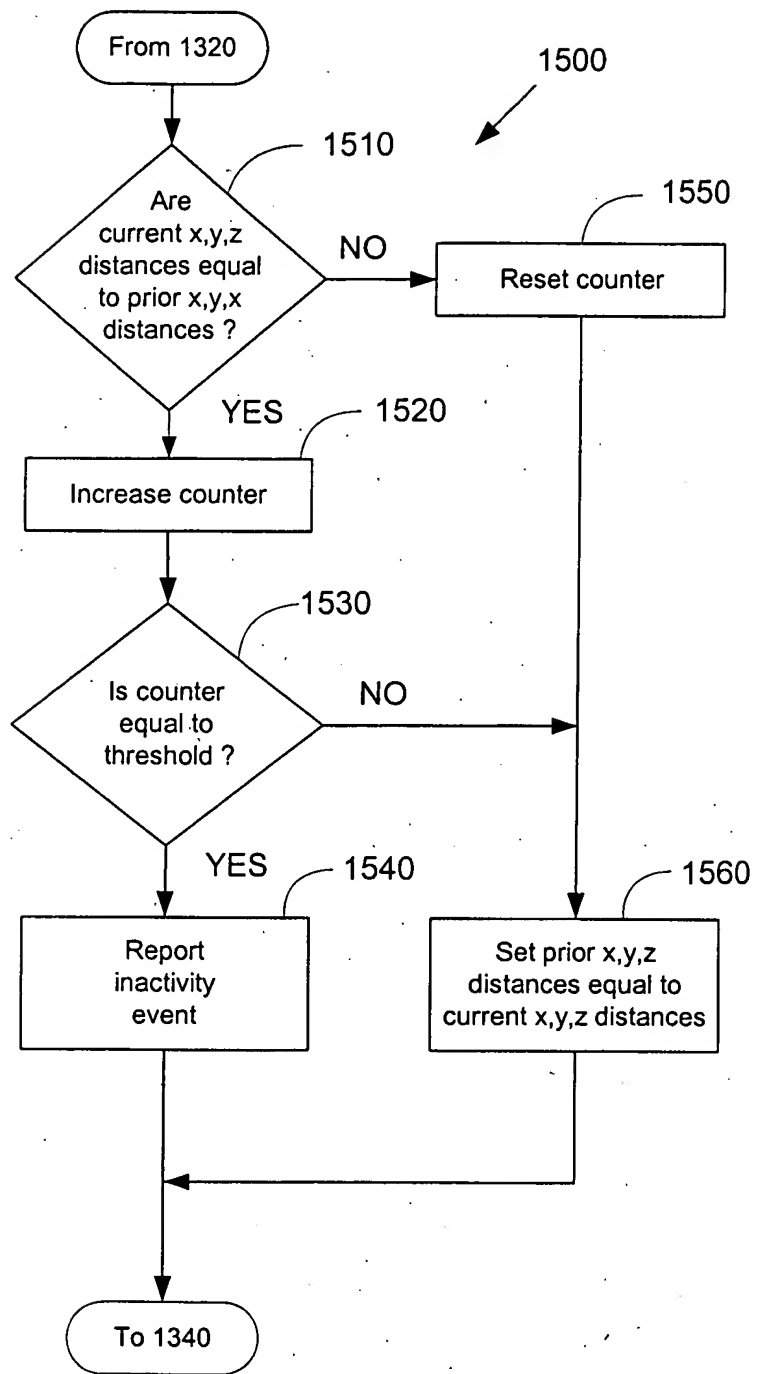 From 1320
1500
1510
Are
current x,y,z
distances equal
to prior x,y,x
distances ?
NO
1550
Reset counter
YES
1520
Increase counter
1530
Is counter
equal to
threshold ?
NO
YES
1540
Report
inactivity
event
1560
Set prior x,y,z
distances equal to
current x,y,z distances
To 1340